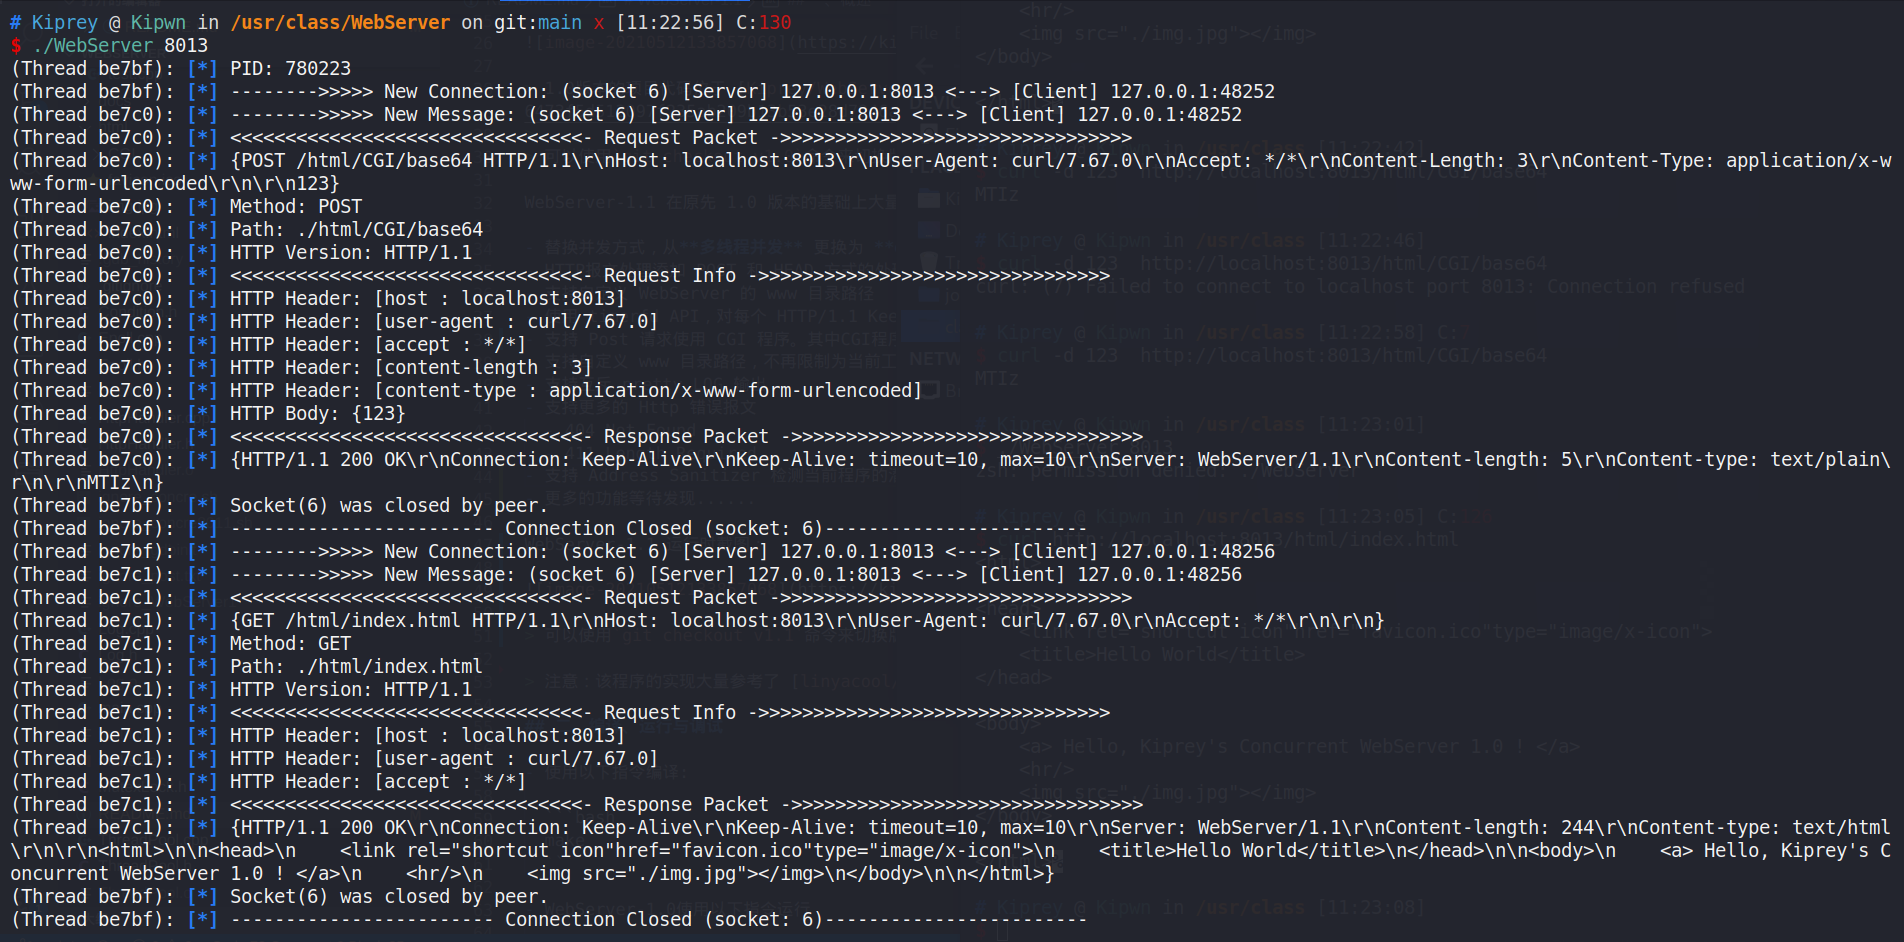 # Kiprey @ Kipwn in /usr/class/WebServer on git:main x [11:22:56] C:130
$ ./WebServer 8013
(Thread be7bf): [*] PID: 780223
(Thread be7bf): [*] -------->>>>> New Connection: (socket 6) [Server] 127.0.0.1:8013 <---> [Client] 127.0.0.1:48252
(Thread be7c0): [*] -------->>>>> New Message: (socket 6) [Server] 127.0.0.1:8013 <---> [Client] 127.0.0.1:48252
(Thread be7c0): [*] <<<<<<<<<<<<<<<<<<<<<<<<<<<<<<<<- Request Packet ->>>>>>>>>>>>>>>>>>>>>>>>>>>>>>>>
(Thread be7c0): [*] {POST /html/CGI/base64 HTTP/1.1\r\nHost: localhost:8013\r\nUser-Agent: curl/7.67.0\r\nAccept: */*\r\nContent-Length: 3\r\nContent-Type: application/x-w
ww-form-urlencoded\r\n\r\n123}
(Thread be7c0): [*] Method: POST
(Thread be7c0): [*] Path: ./html/CGI/base64
(Thread be7c0): [*] HTTP Version: HTTP/1.1
(Thread be7c0): [*] <<<<<<<<<<<<<<<<<<<<<<<<<<<<<<<<- Request Info ->>>>>>>>>>>>>>>>>>>>>>>>>>>>>>>>
(Thread be7c0): [*] HTTP Header: [host : localhost:8013]
(Thread be7c0): [*] HTTP Header: [user-agent : curl/7.67.0]
(Thread be7c0): [*] HTTP Header: [accept : */*]
(Thread be7c0): [*] HTTP Header: [content-length : 3]
(Thread be7c0): [*] HTTP Header: [content-type : application/x-www-form-urlencoded]
(Thread be7c0): [*] HTTP Body: {123}
(Thread be7c0): [*] <<<<<<<<<<<<<<<<<<<<<<<<<<<<<<<<- Response Packet ->>>>>>>>>>>>>>>>>>>>>>>>>>>>>>>>
(Thread be7c0): [*] {HTTP/1.1 200 OK\r\nConnection: Keep-Alive\r\nKeep-Alive: timeout=10, max=10\r\nServer: WebServer/1.1\r\nContent-length: 5\r\nContent-type: text/plain\
r\n\r\nMTIz\n}
(Thread be7bf): [*] Socket(6) was closed by peer.
(Thread be7bf): [*] ------------------------ Connection Closed (socket: 6)------------------------
(Thread be7bf): [*] -------->>>>> New Connection: (socket 6) [Server] 127.0.0.1:8013 <---> [Client] 127.0.0.1:48256
(Thread be7c1): [*] -------->>>>> New Message: (socket 6) [Server] 127.0.0.1:8013 <---> [Client] 127.0.0.1:48256
(Thread be7c1): [*] <<<<<<<<<<<<<<<<<<<<<<<<<<<<<<<<- Request Packet ->>>>>>>>>>>>>>>>>>>>>>>>>>>>>>>>
(Thread be7c1): [*] {GET /html/index.html HTTP/1.1\r\nHost: localhost:8013\r\nUser-Agent: curl/7.67.0\r\nAccept: */*\r\n\r\n}
(Thread be7c1): [*] Method: GET
(Thread be7c1): [*] Path: ./html/index.html
(Thread be7c1): [*] HTTP Version: HTTP/1.1
(Thread be7c1): [*] <<<<<<<<<<<<<<<<<<<<<<<<<<<<<<<<- Request Info ->>>>>>>>>>>>>>>>>>>>>>>>>>>>>>>>
(Thread be7c1): [*] HTTP Header: [host : localhost:8013]
(Thread be7c1): [*] HTTP Header: [user-agent : curl/7.67.0]
(Thread be7c1): [*] HTTP Header: [accept : */*]
(Thread be7c1): [*] <<<<<<<<<<<<<<<<<<<<<<<<<<<<<<<<- Response Packet ->>>>>>>>>>>>>>>>>>>>>>>>>>>>>>>>
(Thread be7c1): [*] {HTTP/1.1 200 OK\r\nConnection: Keep-Alive\r\nKeep-Alive: timeout=10, max=10\r\nServer: WebServer/1.1\r\nContent-length: 244\r\nContent-type: text/html
\r\n\r\n<html>\n\n<head>\n    <link rel="shortcut icon"href="favicon.ico"type="image/x-icon">\n    <title>Hello World</title>\n</head>\n\n<body>\n    <a> Hello, Kiprey's C
oncurrent WebServer 1.0 ! </a>\n    <hr/>\n    <img src="./img.jpg"></img>\n</body>\n\n</html>}
(Thread be7bf): [*] Socket(6) was closed by peer.
(Thread be7bf): [*] ------------------------ Connection Closed (socket: 6)------------------------